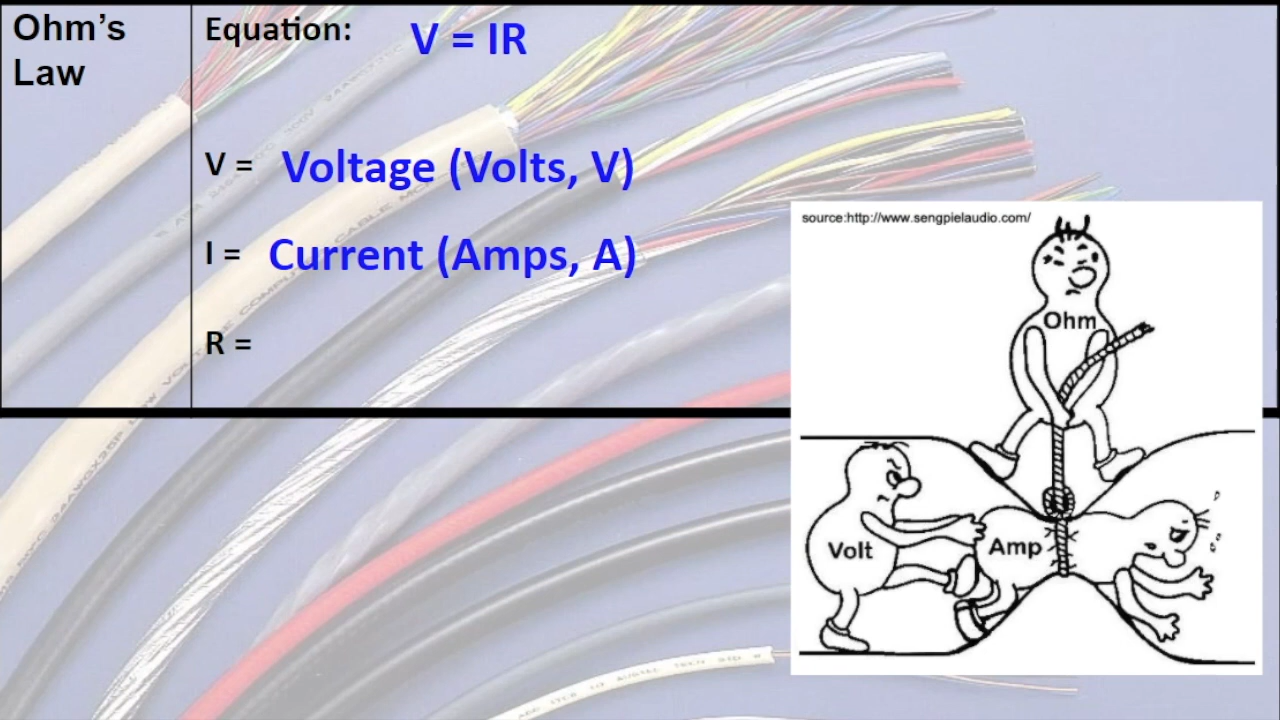 Ohm’s
Law
Equation:
V = IR
V = Voltage (Volts, V)
I = Current (Amps, A)
R =
source:http://www.sengpielaudio.com/
Ohm
Volt
Amp